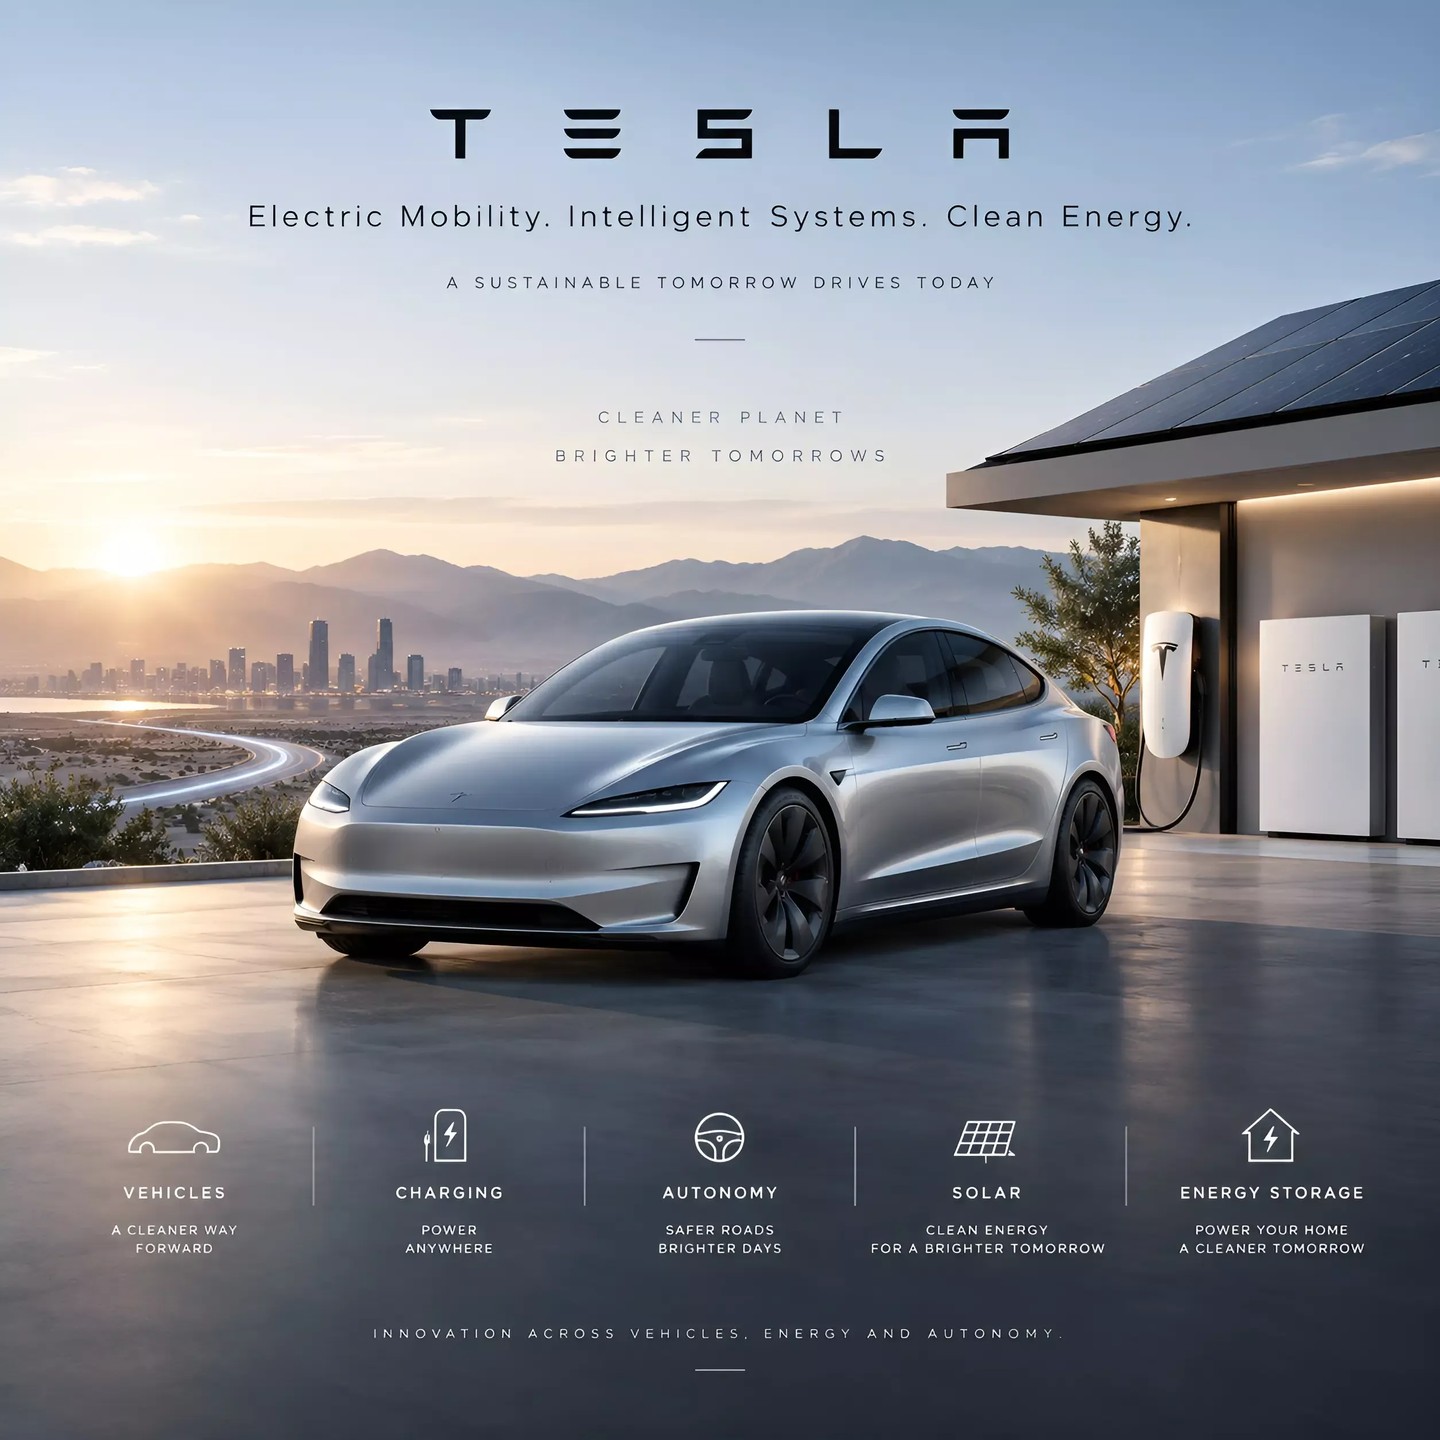 TESLA
Electric Mobility. Intelligent Systems. Clean Energy.
A SUSTAINABLE TOMORROW DRIVES TODAY
CLEANER PLANET
BRIGHTER TOMORROWS
TESLA
VEHICLES
A CLEANER WAY
FORWARD
CHARGING
POWER
ANYWHERE
AUTONOMY
SAFER ROADS
BRIGHTER DAYS
SOLAR
CLEAN ENERGY
FOR A BRIGHTER TOMORROW
ENERGY STORAGE
POWER YOUR HOME
A CLEANER TOMORROW
INNOVATION ACROSS VEHICLES, ENERGY AND AUTONOMY.